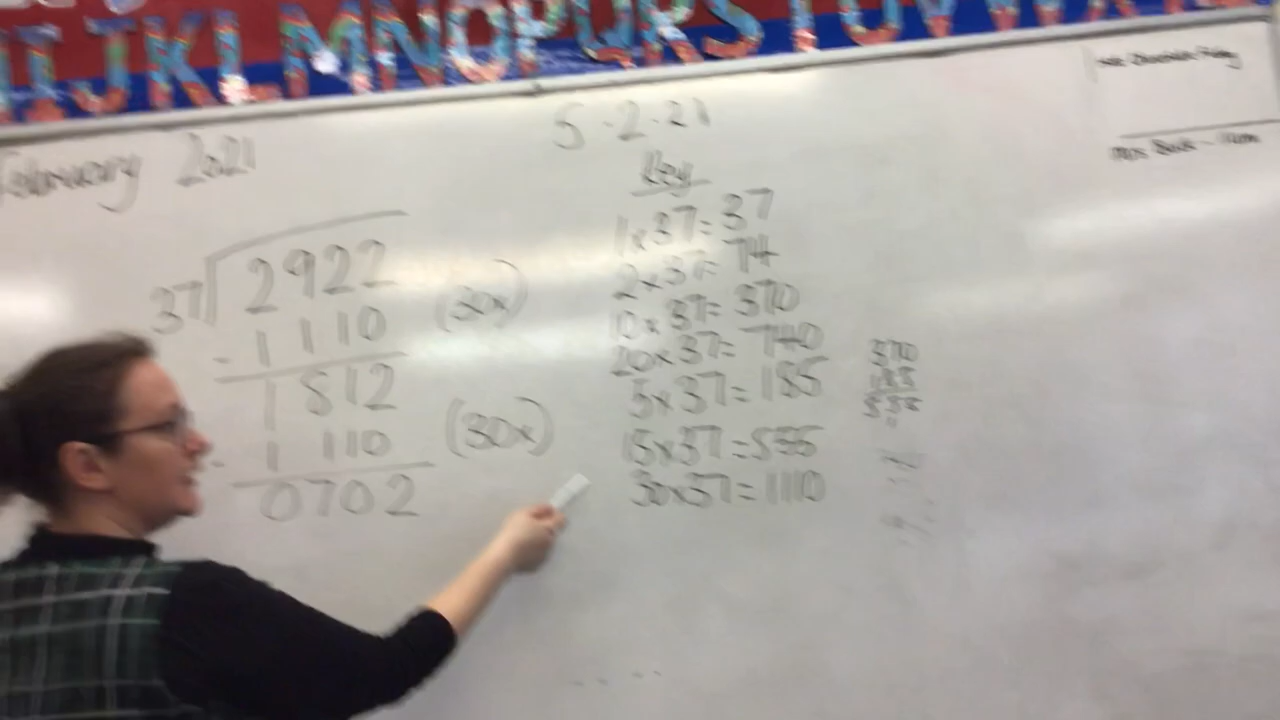 IJKLMNOPQRSTUVWX
February 2021
5.2.21
Key
1x37=37
2x37=74
10x37=370
20x37=740
5x37=185
15x37=555
30x37=1110
37 2922
- 1110 (30x)
1812
- 1110 (30x)
0702
370
185
555